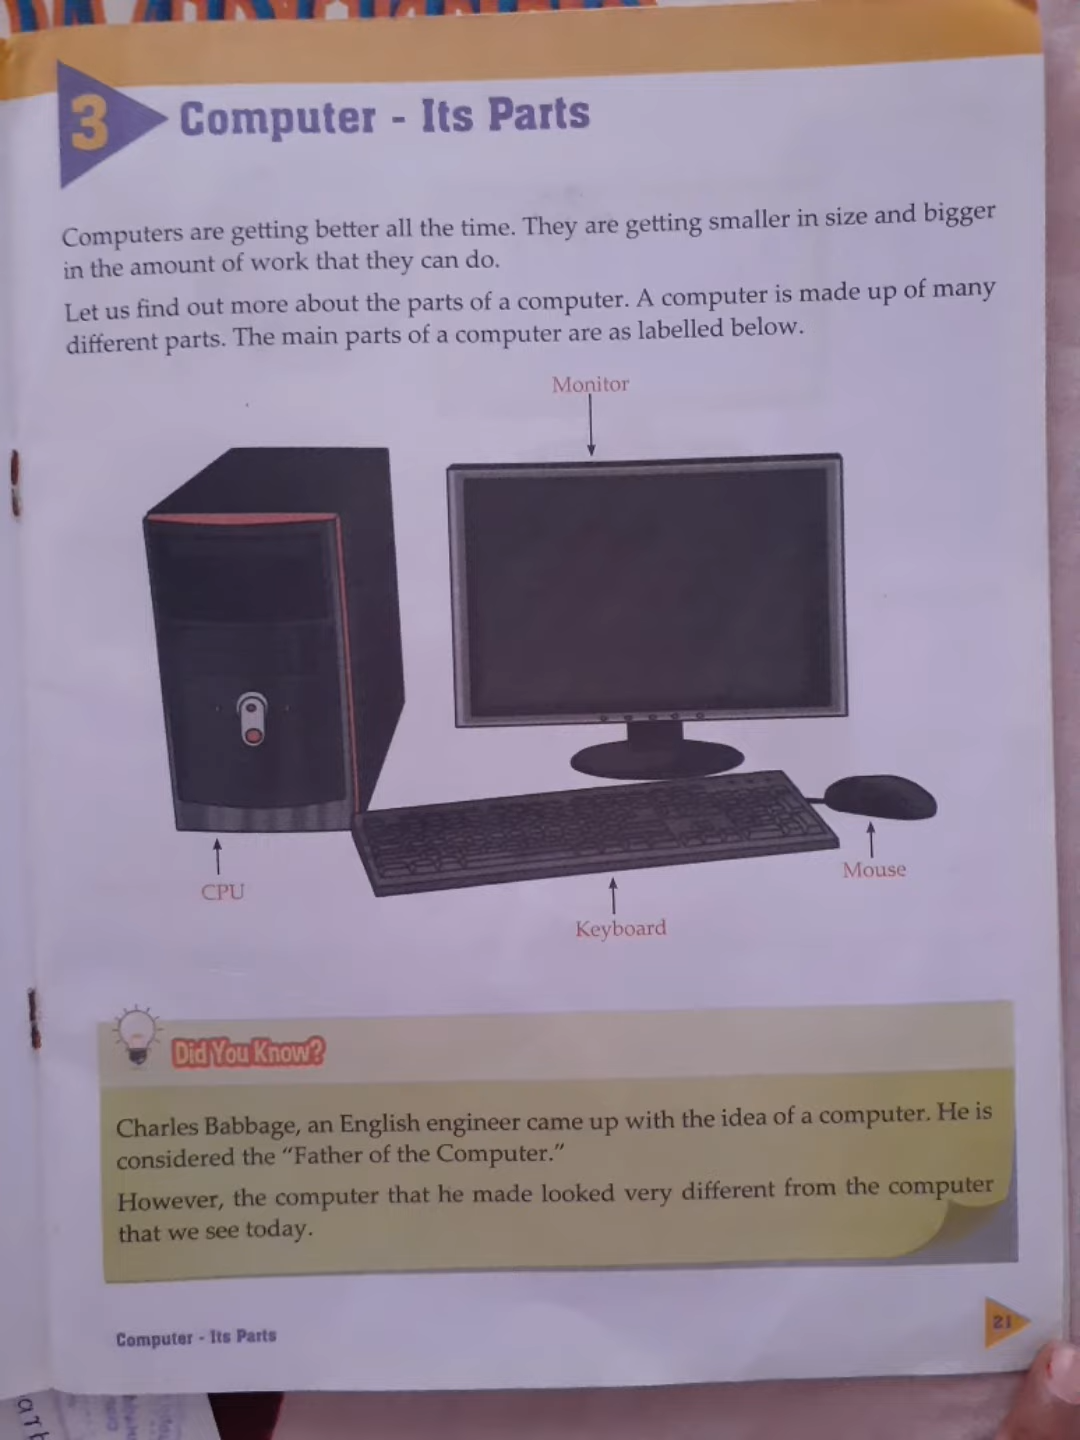 3
Computer - Its Parts
Computers are getting better all the time. They are getting smaller in size and bigger
in the amount of work that they can do.
Let us find out more about the parts of a computer. A computer is made up of many
different parts. The main parts of a computer are as labelled below.
Monitor
CPU
Mouse
Keyboard
Did You Know?
Charles Babbage, an English engineer came up with the idea of a computer. He is
considered the “Father of the Computer.”
However, the computer that he made looked very different from the computer
that we see today.
Computer - Its Parts
21